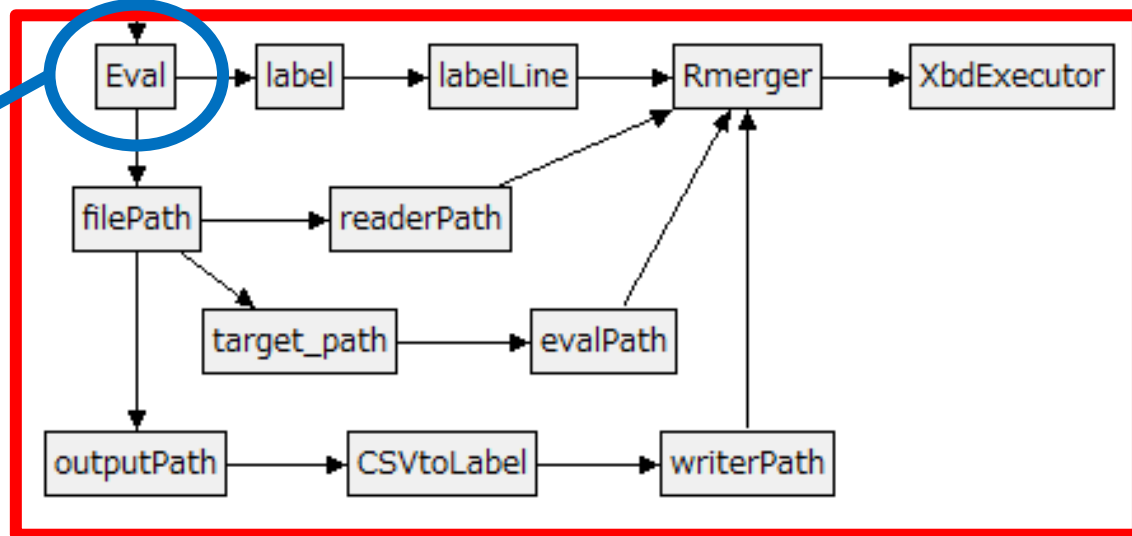 Eval
label
labelLine
Rmerger
XbdExecutor
filePath
readerPath
target_path
evalPath
outputPath
CSVtoLabel
writerPath